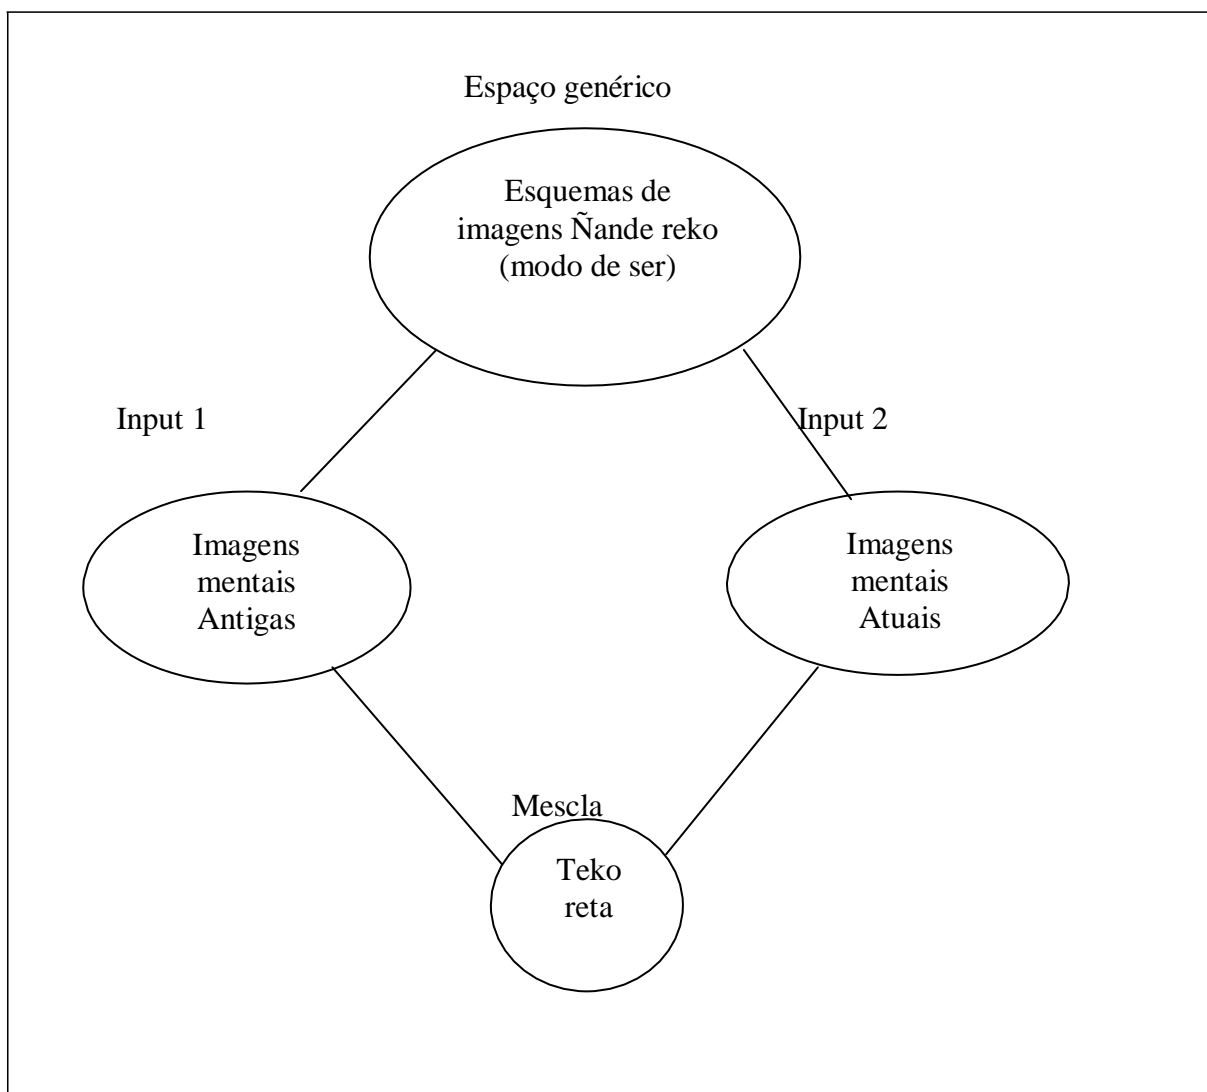 Espaço genérico
Esquemas de
imagens Ñande reko
(modo de ser)
Input 1
Input 2
Imagens
mentais
Antigas
Imagens
mentais
Atuais
Mescla
Teko
reta